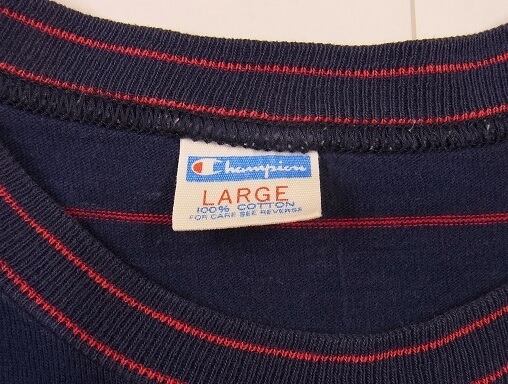 Champion
LARGE
100% COTTON
FOR CARE SEE REVERSE